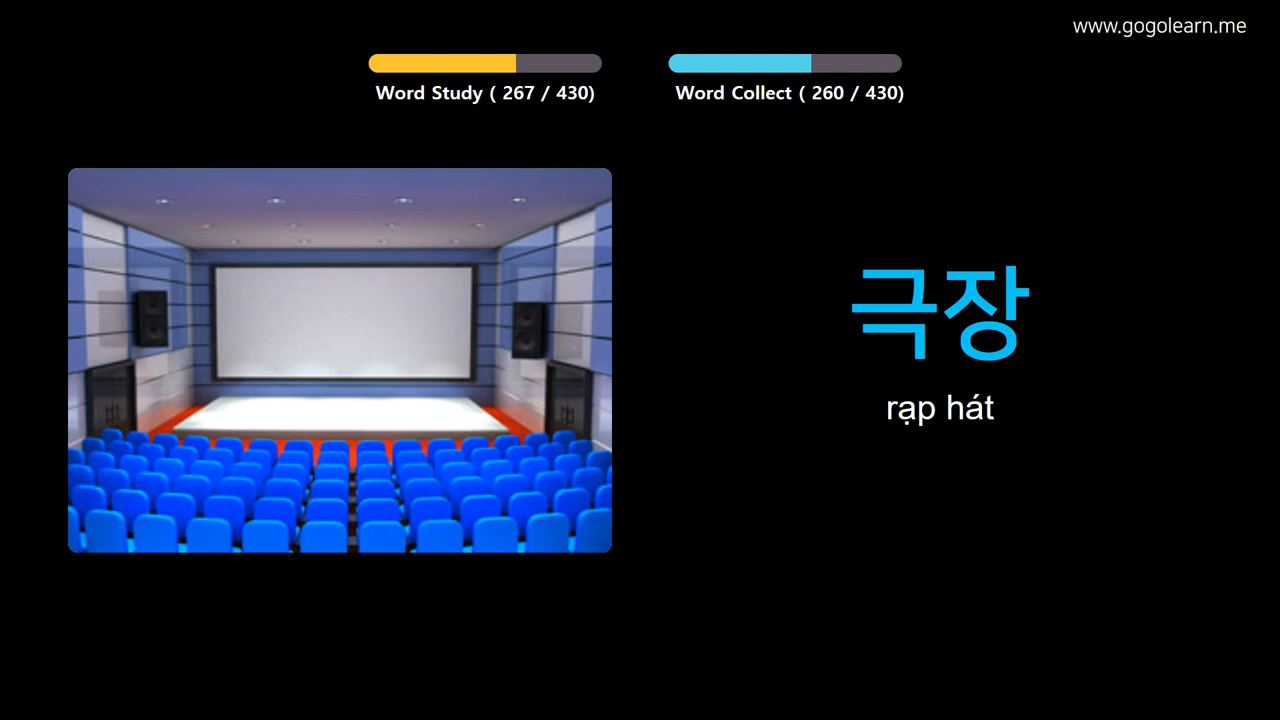 www.gogolearn.me
Word Study ( 267 / 430)
Word Collect ( 260 / 430)
극장
rạp hát